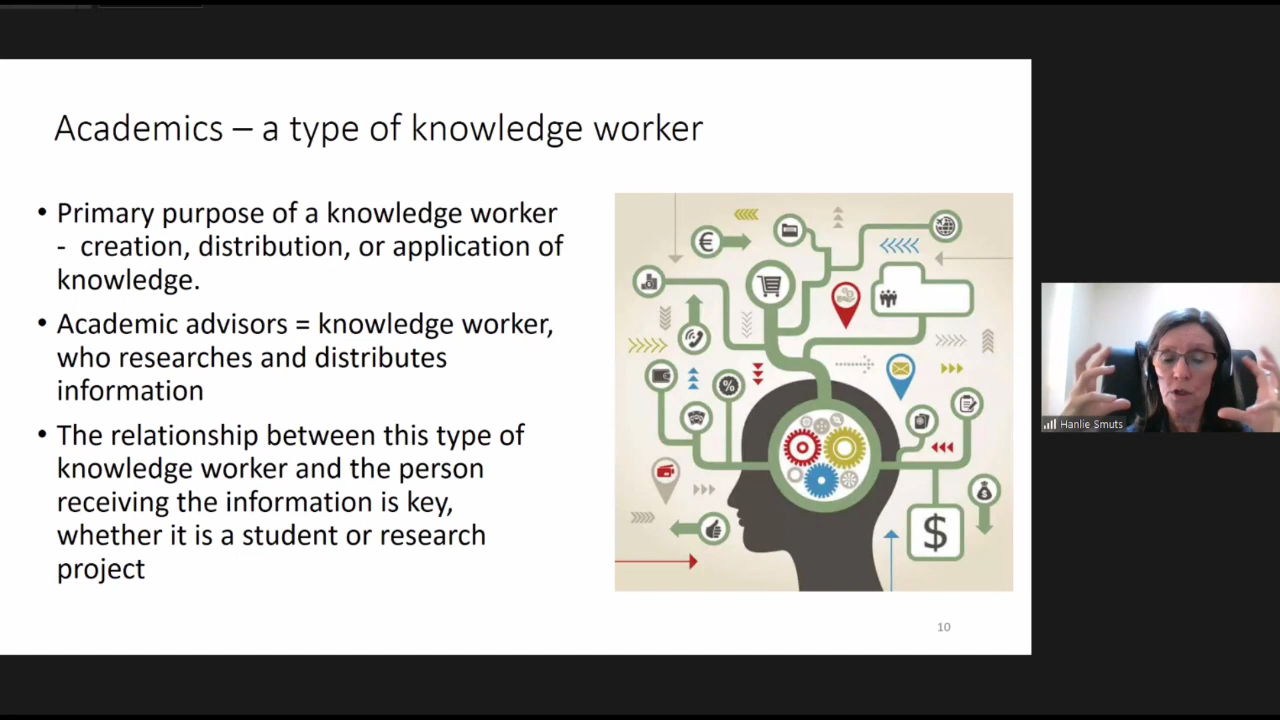 Academics – a type of knowledge worker
• Primary purpose of a knowledge worker
- creation, distribution, or application of
knowledge.
• Academic advisors = knowledge worker,
who researches and distributes
information
• The relationship between this type of
knowledge worker and the person
receiving the information is key,
whether it is a student or research
project
€
%
$
10
Hanlie Smuts